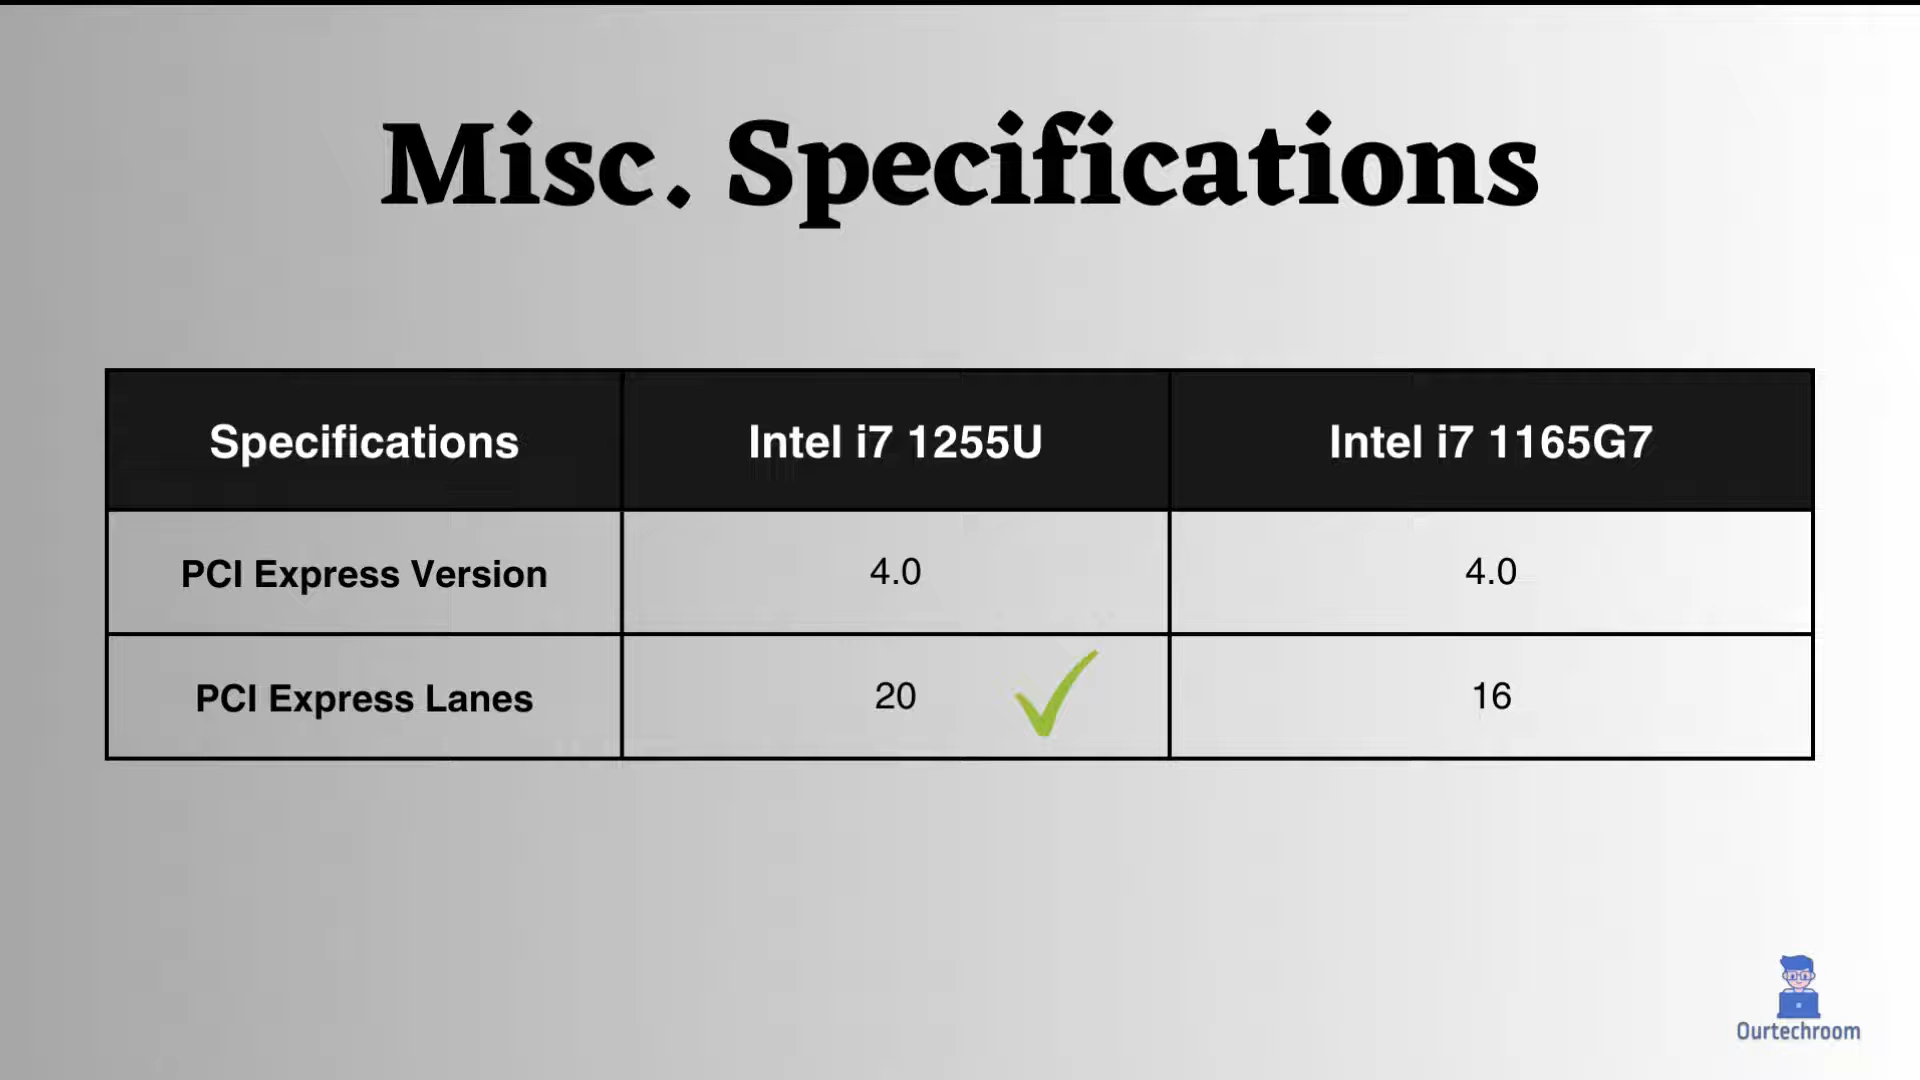 Misc. Specifications
Specifications Intel i7 1255U Intel i7 1165G7
PCI Express Version 4.0 4.0
PCI Express Lanes 20 16
Ourtechroom